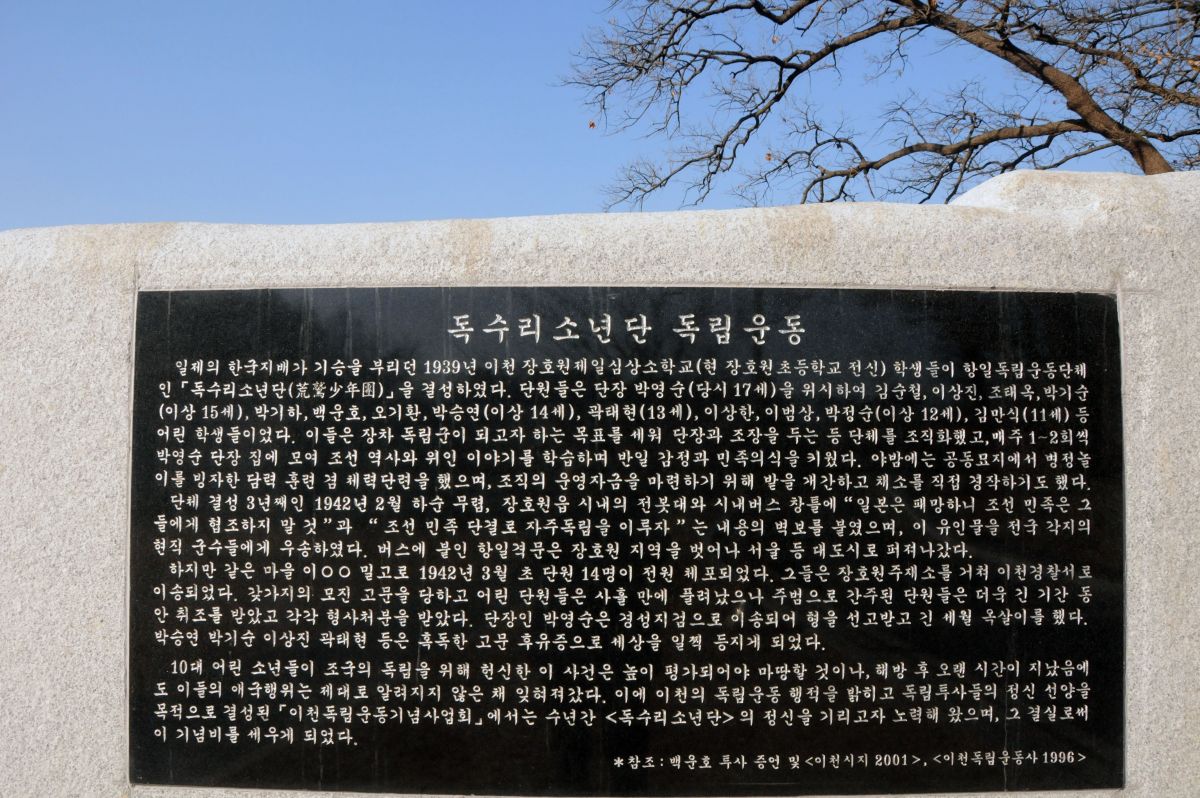 독수리소년단 독립운동
일제의 한국지배가 기승을 부리던 1939년 이천 장호원제일심상소학교(현 장호원초등학교 전신) 학생들이 항일독립운동단체
인 「독수리소년단(荒鷲少年團)」을 결성하였다. 단원들은 단장 박영순(당시 17세)을 위시하여 김순철, 이상진, 조태옥, 박기순
(이상 15세), 박기하, 백운호, 오기환, 박승연(이상 14세), 곽태현(13세), 이상한, 이범상, 박정순(이상 12세), 김만식(11세) 등
어린 학생들이었다. 이들은 장차 독립군이 되고자 하는 목표를 세워 단장과 조장을 두는 등 단체를 조직화했고, 매주 1~2회씩
박영순 단장 집에 모여 조선 역사와 위인 이야기를 학습하며 반일 감정과 민족의식을 키웠다. 야밤에는 공동묘지에서 병정놀
이를 빙자한 담력 훈련 겸 체력단련을 했으며, 조직의 운영자금을 마련하기 위해 밭을 개간하고 채소를 직접 경작하기도 했다.
단체 결성 3년째인 1942년 2월 하순 무렵, 장호원읍 시내의 전봇대와 시내버스 창틀에 “일본은 패망하니 조선 민족은 그
들에게 협조하지 말 것”과 “조선 민족 단결로 자주독립을 이루자”는 내용의 벽보를 붙였으며, 이 유인물을 전국 각지의
현직 군수들에게 우송하였다. 버스에 붙인 항일격문은 장호원 지역을 벗어나 서울 등 대도시로 퍼져나갔다.
하지만 같은 마을 이○○ 밀고로 1942년 3월 초 단원 14명이 전원 체포되었다. 그들은 장호원주재소를 거쳐 이천경찰서로
이송되었다. 갖가지의 모진 고문을 당하고 어린 단원들은 사흘 만에 풀려났으나 주범으로 간주된 단원들은 더욱 긴 기간 동
안 취조를 받았고 각각 형사처분을 받았다. 단장인 박영순은 경성지검으로 이송되어 형을 선고받고 긴 세월 옥살이를 했다.
박승연 박기순 이상진 곽태현 등은 혹독한 고문 후유증으로 세상을 일찍 등지게 되었다.
10대 어린 소년들이 조국의 독립을 위해 헌신한 이 사건은 높이 평가되어야 마땅할 것이나, 해방 후 오랜 시간이 지났음에
도 이들의 애국행위는 제대로 알려지지 않은 채 잊혀져갔다. 이에 이천의 독립운동 행적을 밝히고 독립투사들의 정신 선양을
목적으로 결성된 「이천독립운동기념사업회」에서는 수년간 <독수리소년단>의 정신을 기리고자 노력해 왔으며, 그 결실로써
이 기념비를 세우게 되었다.
*참조 : 백운호 투사 증언 및 <이천시지 2001>, <이천독립운동사 1996>